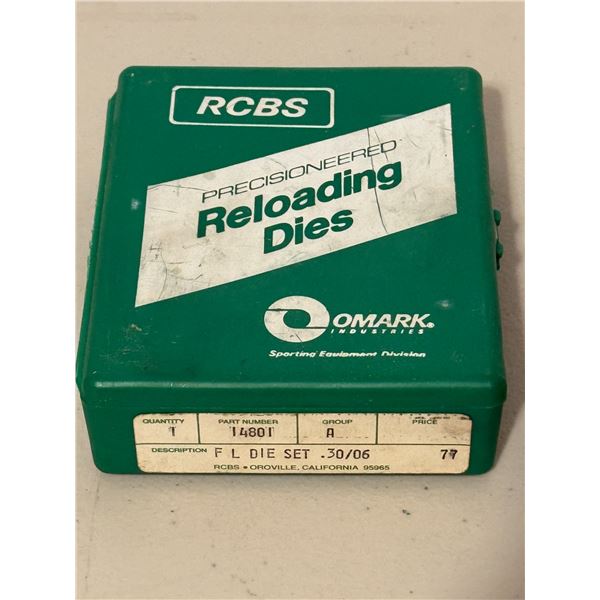 RCBS
PRECISIONEERED
Reloading
Dies
OMARK®
INDUSTRIES
Sporting Equipment Division
QUANTITY PART NUMBER GROUP PRICE
1 14801 A
DESCRIPTION F L DIE SET .30/06 77
RCBS • OROVILLE, CALIFORNIA 95965